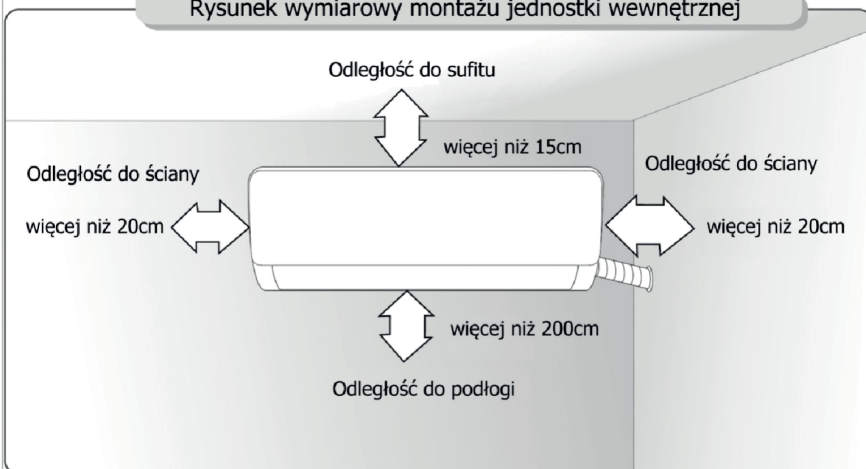 Rysunek wymiarowy montażu jednostki wewnętrznej
Odległość do sufitu
więcej niż 15cm
Odległość do ściany
więcej niż 20cm
Odległość do ściany
więcej niż 20cm
więcej niż 200cm
Odległość do podłogi